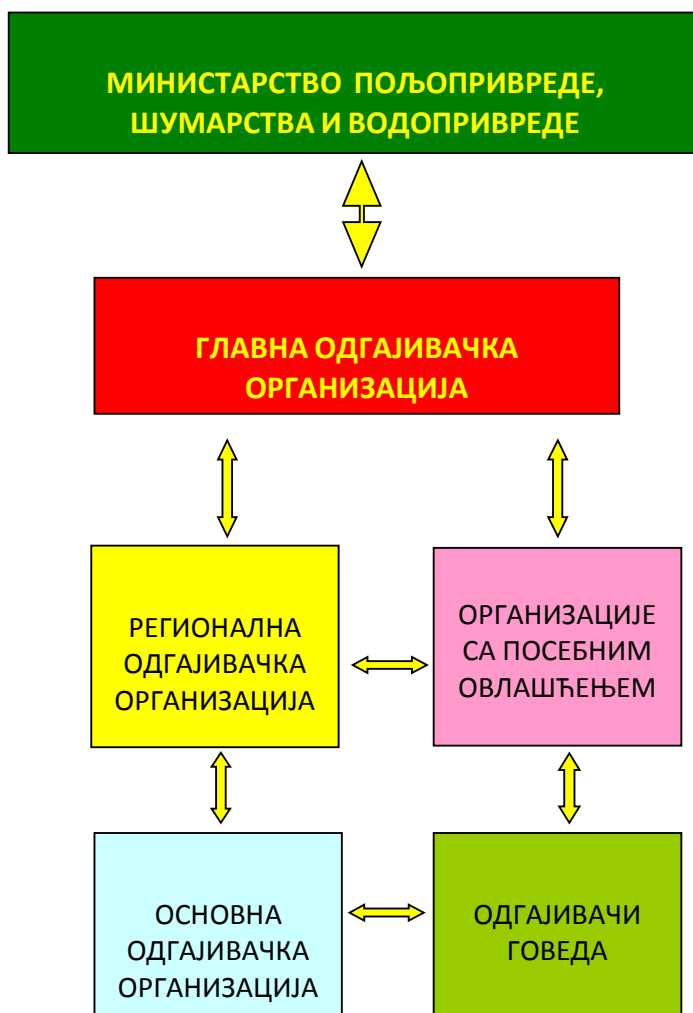 МИНИСТАРСТВО ПОЉОПРИВРЕДЕ,
ШУМАРСТВА И ВОДОПРИВРЕДЕ
ГЛАВНА ОДГАЈИВАЧКА
ОРГАНИЗАЦИЈА
РЕГИОНАЛНА
ОДГАЈИВАЧКА
ОРГАНИЗАЦИЈА
ОРГАНИЗАЦИЈЕ
СА ПОСЕБНИМ
ОВЛАШЋЕЊЕМ
ОСНОВНА
ОДГАЈИВАЧКА
ОРГАНИЗАЦИЈА
ОДГАЈИВАЧИ
ГОВЕДА